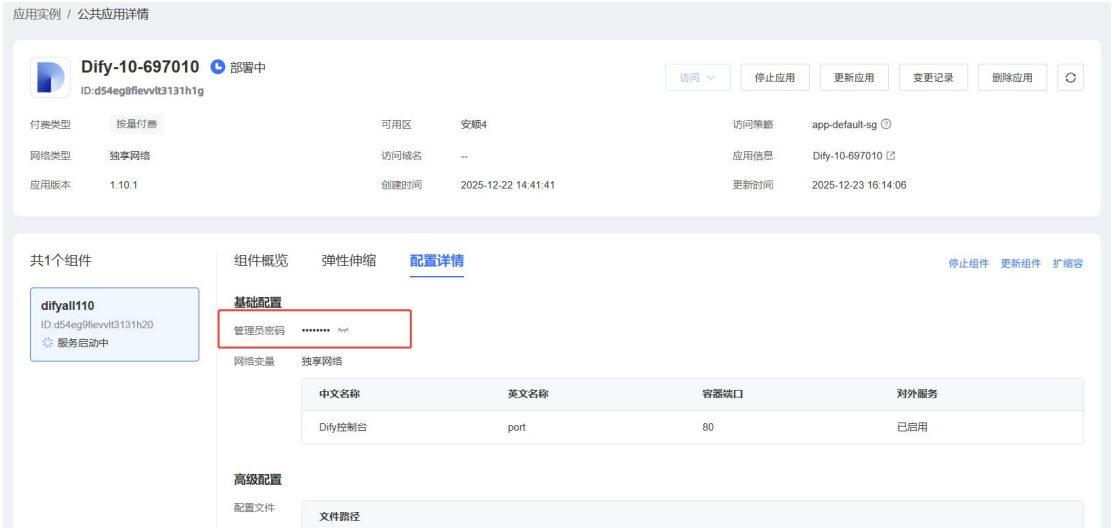 应用实例 / 公共应用详情
Dify-10-697010 部署中
ID:d54eg8fievvlt3131h1g
访问 停止应用 更新应用 变更记录 删除应用
付费类型 按量付费 可用区 安顺4 访问策略 app-default-sg
网络类型 独享网络 访问域名 -- 应用信息 Dify-10-697010
应用版本 1.10.1 创建时间 2025-12-22 14:41:41 更新时间 2025-12-23 16:14:06
共1个组件
difyall110
ID:d54eg9fievvlt3131h20
服务启动中
组件概览 弹性伸缩 配置详情 停止组件 更新组件 扩缩容
基础配置
管理员密码 ••••••••
网络变量 独享网络
中文名称 英文名称 容器端口 对外服务
Dify控制台 port 80 已启用
高级配置
配置文件 文件路径